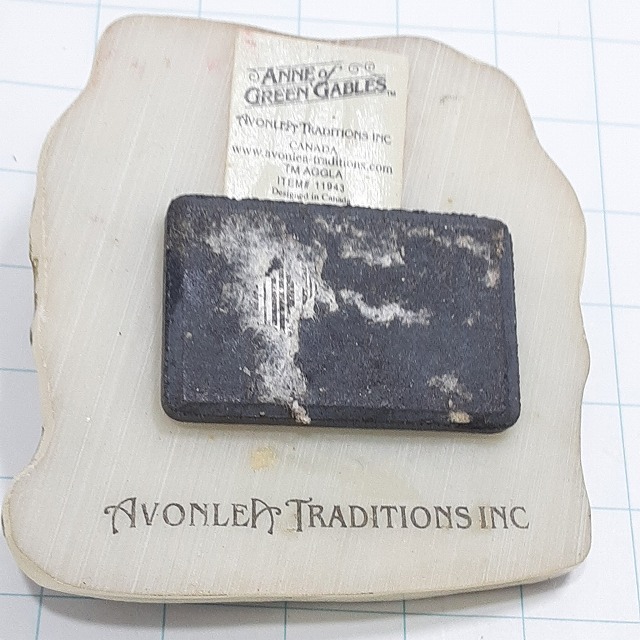 ANNE of
GREEN GABLES™
AVONLEA TRADITIONS INC
CANADA
www.avonlea-traditions.com
TM AGGLA
ITEM# 11943
Designed in Canada
AVONLEA TRADITIONS INC